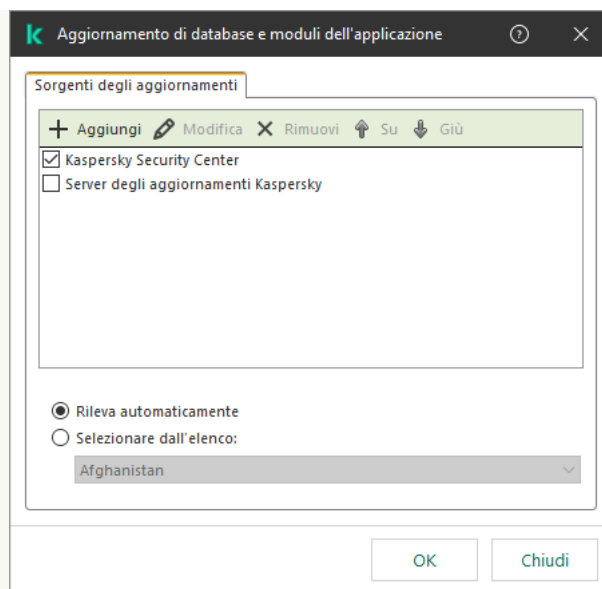 Aggiornamento di database e moduli dell'applicazione
Sorgenti degli aggiornamenti
Aggiungi Modifica Rimuovi Su Giù
Kaspersky Security Center
Server degli aggiornamenti Kaspersky
Rileva automaticamente
Selezionare dall'elenco:
Afghanistan
OK Chiudi